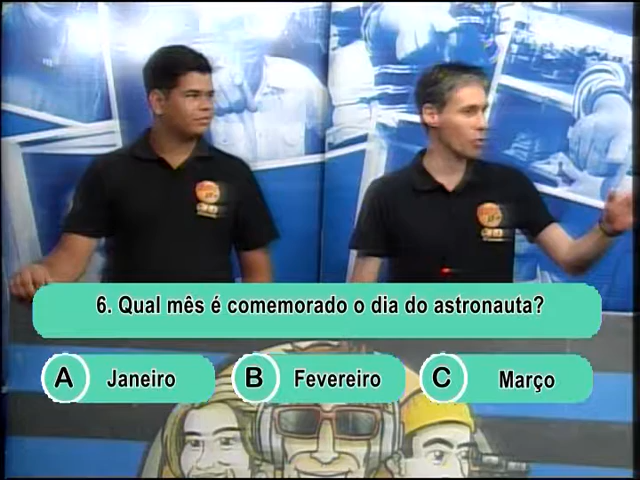 6. Qual mês é comemorado o dia do astronauta?
A Janeiro
B Fevereiro
C Março